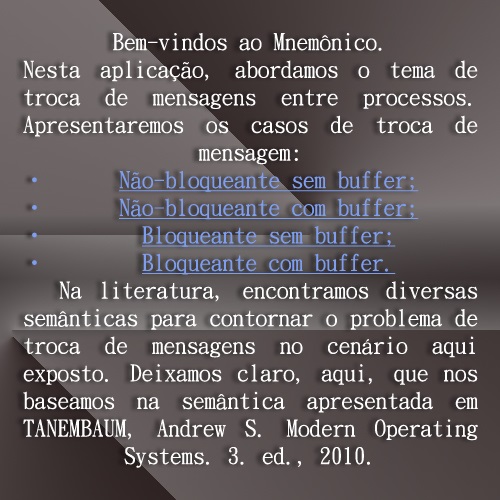 Bem-vindos ao Mnemônico.
Nesta aplicação, abordamos o tema de
troca de mensagens entre processos.
Apresentaremos os casos de troca de
mensagem:
• Não-bloqueante sem buffer;
• Não-bloqueante com buffer;
• Bloqueante sem buffer;
• Bloqueante com buffer.
Na literatura, encontramos diversas
semânticas para contornar o problema de
troca de mensagens no cenário aqui
exposto. Deixamos claro, aqui, que nos
baseamos na semântica apresentada em
TANEMBAUM, Andrew S. Modern Operating
Systems. 3. ed., 2010.